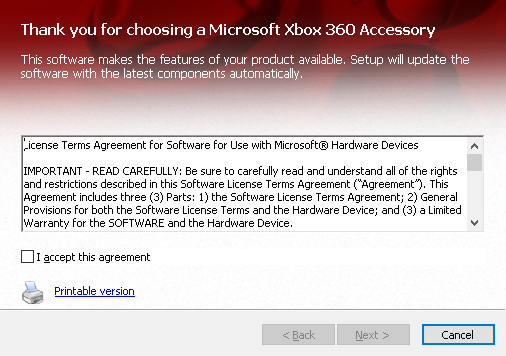 Thank you for choosing a Microsoft Xbox 360 Accessory
This software makes the features of your product available. Setup will update the
software with the latest components automatically.
License Terms Agreement for Software for Use with Microsoft® Hardware Devices
IMPORTANT - READ CAREFULLY: Be sure to carefully read and understand all of the rights
and restrictions described in this Software License Terms Agreement (“Agreement”). This
Agreement includes three (3) Parts: 1) the Software License Terms Agreement; 2) General
Provisions for both the Software License Terms and the Hardware Device; and (3) a Limited
Warranty for the SOFTWARE and the Hardware Device.
I accept this agreement
Printable version
< Back Next > Cancel